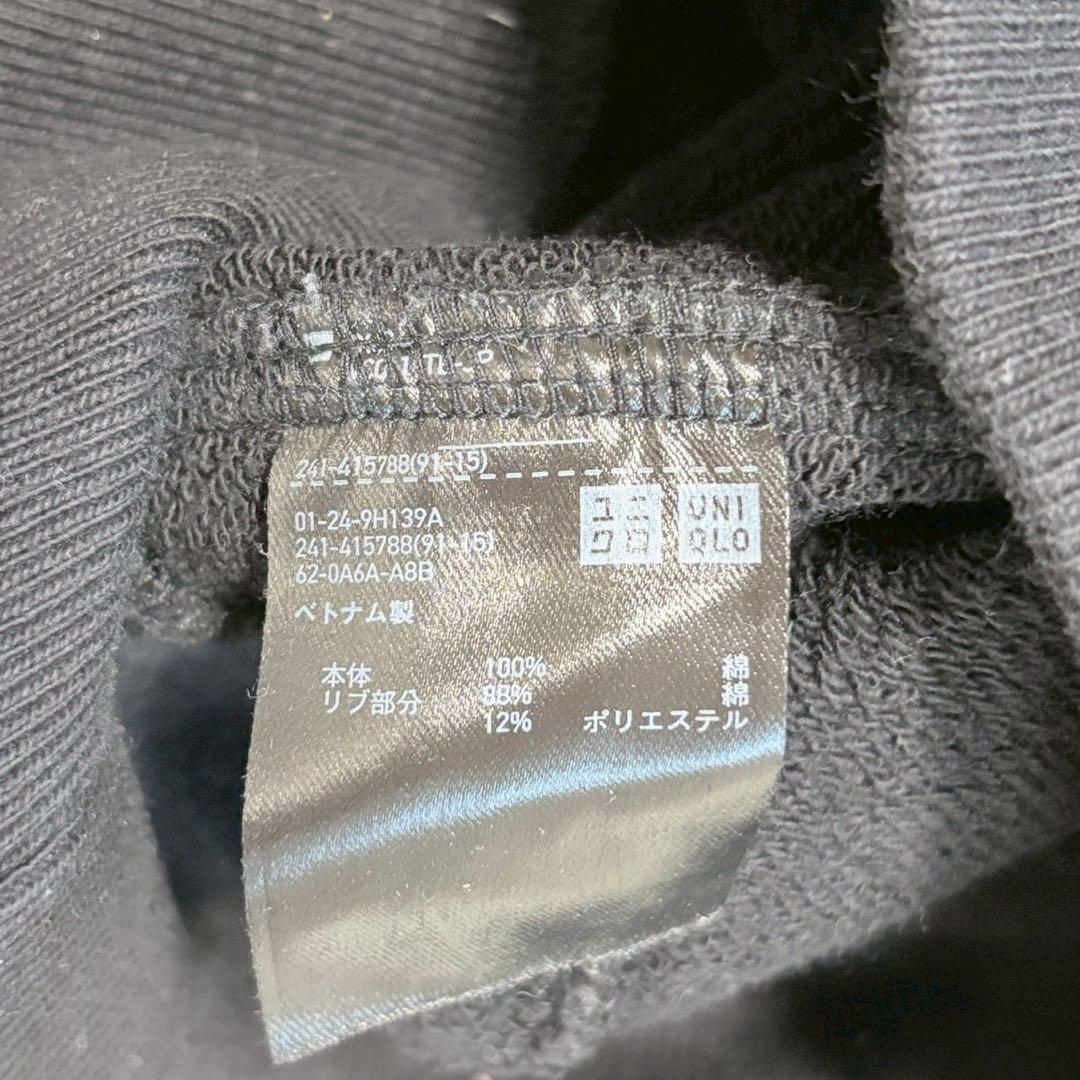 241-415788(91-15)
01-24-9H139A
241-415788(91-15)
62-0A6A-A8B
ユニクロ
UNIQLO
ベトナム製
本体 100% 綿
リブ部分 88% 綿
12% ポリエステル